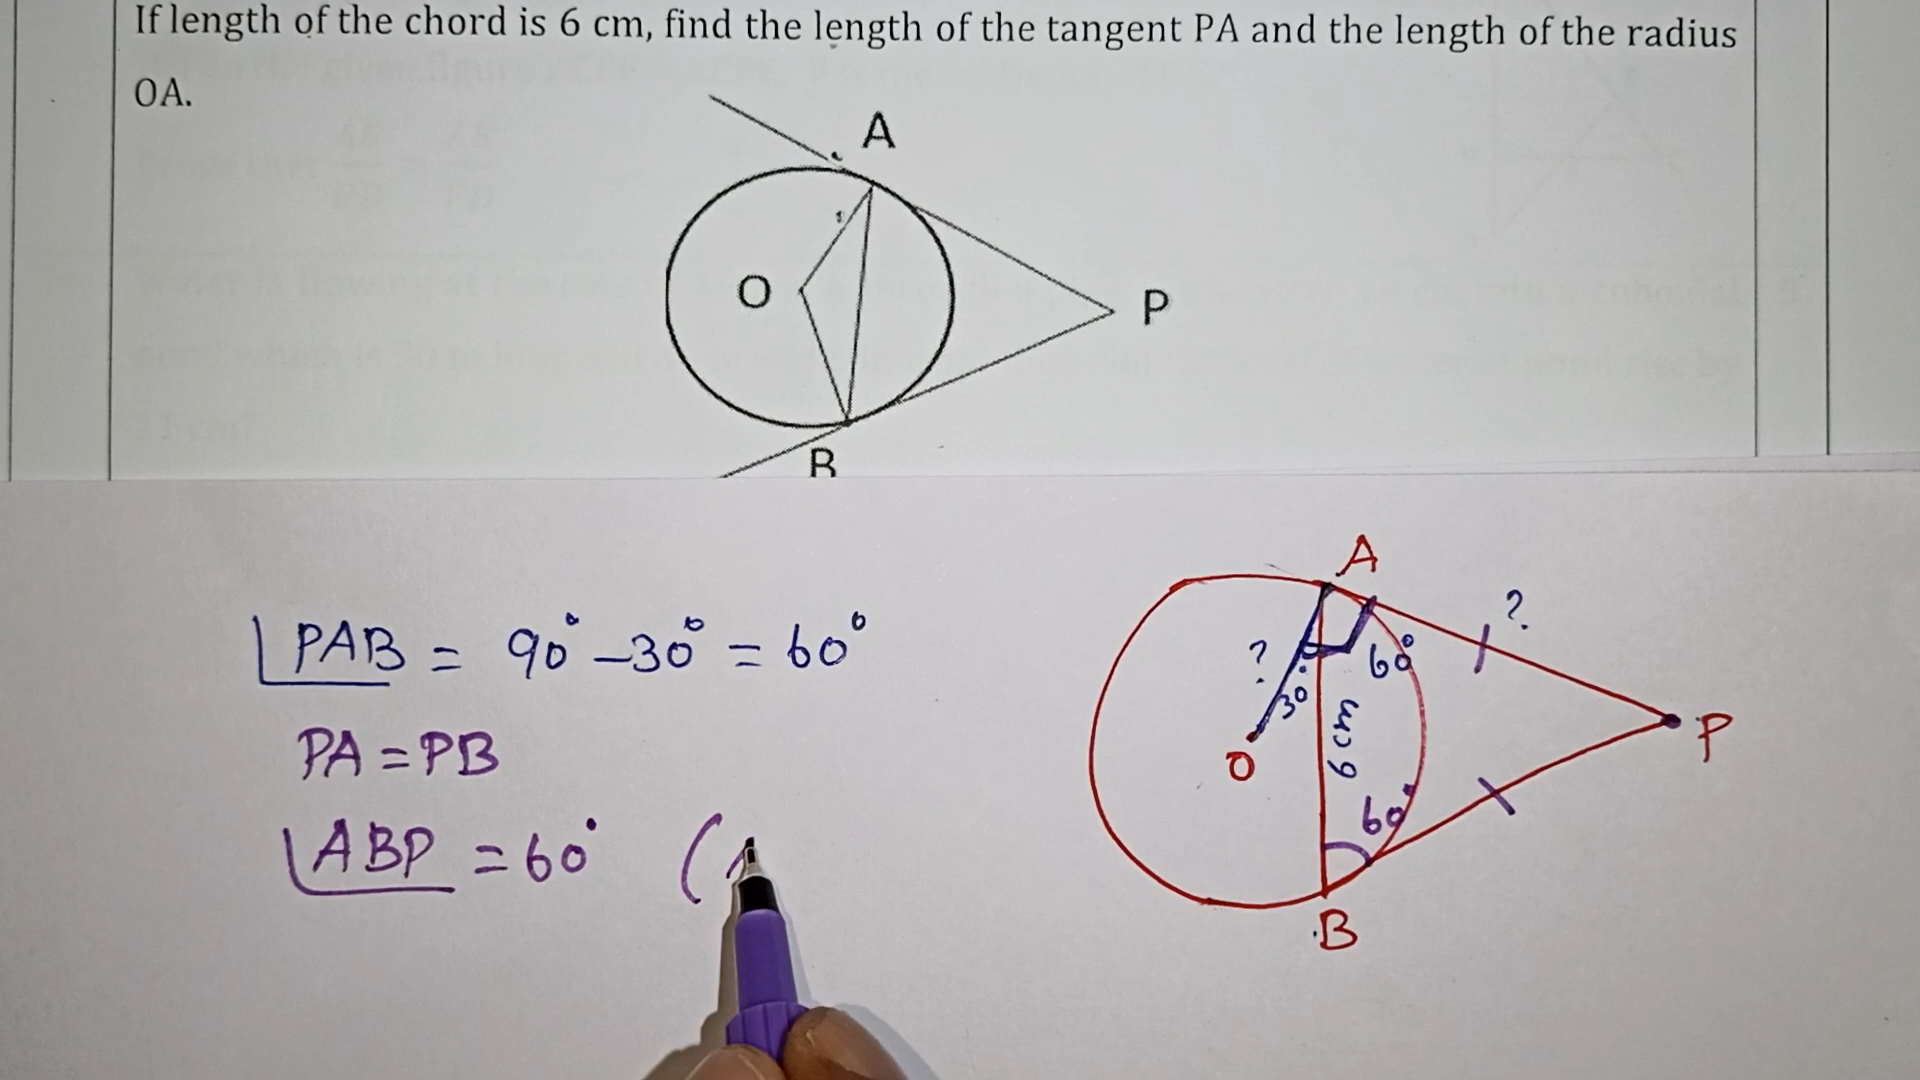 If length of the chord is 6 cm, find the length of the tangent PA and the length of the radius
OA.
A
O
P
B
∠PAB = 90° – 30° = 60°
PA = PB
∠ABP = 60° (
A
?
?
60°
30°
6 cm
O
P
60°
B